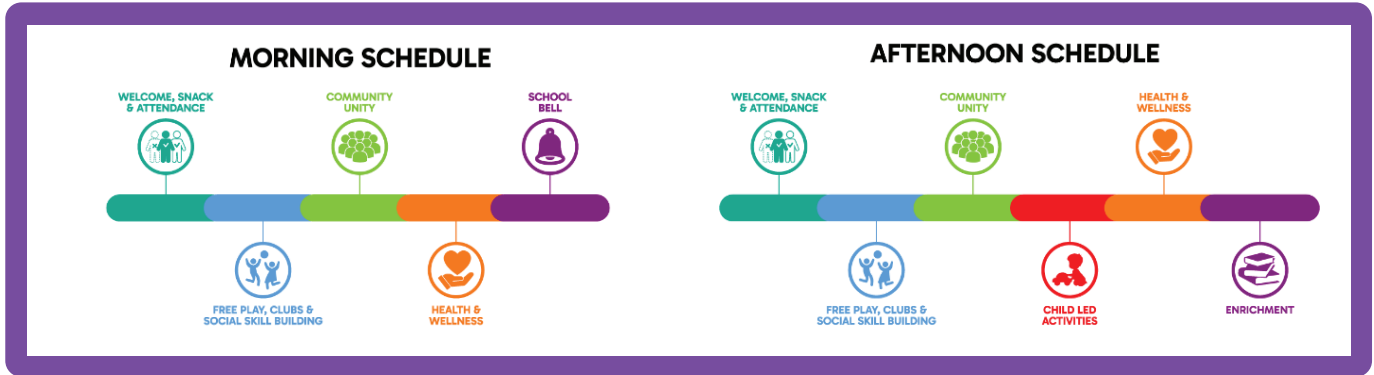 MORNING SCHEDULE
WELCOME, SNACK
& ATTENDANCE
FREE PLAY, CLUBS &
SOCIAL SKILL BUILDING
COMMUNITY
UNITY
HEALTH &
WELLNESS
SCHOOL
BELL
AFTERNOON SCHEDULE
WELCOME, SNACK
& ATTENDANCE
FREE PLAY, CLUBS &
SOCIAL SKILL BUILDING
COMMUNITY
UNITY
CHILD LED
ACTIVITIES
HEALTH &
WELLNESS
ENRICHMENT